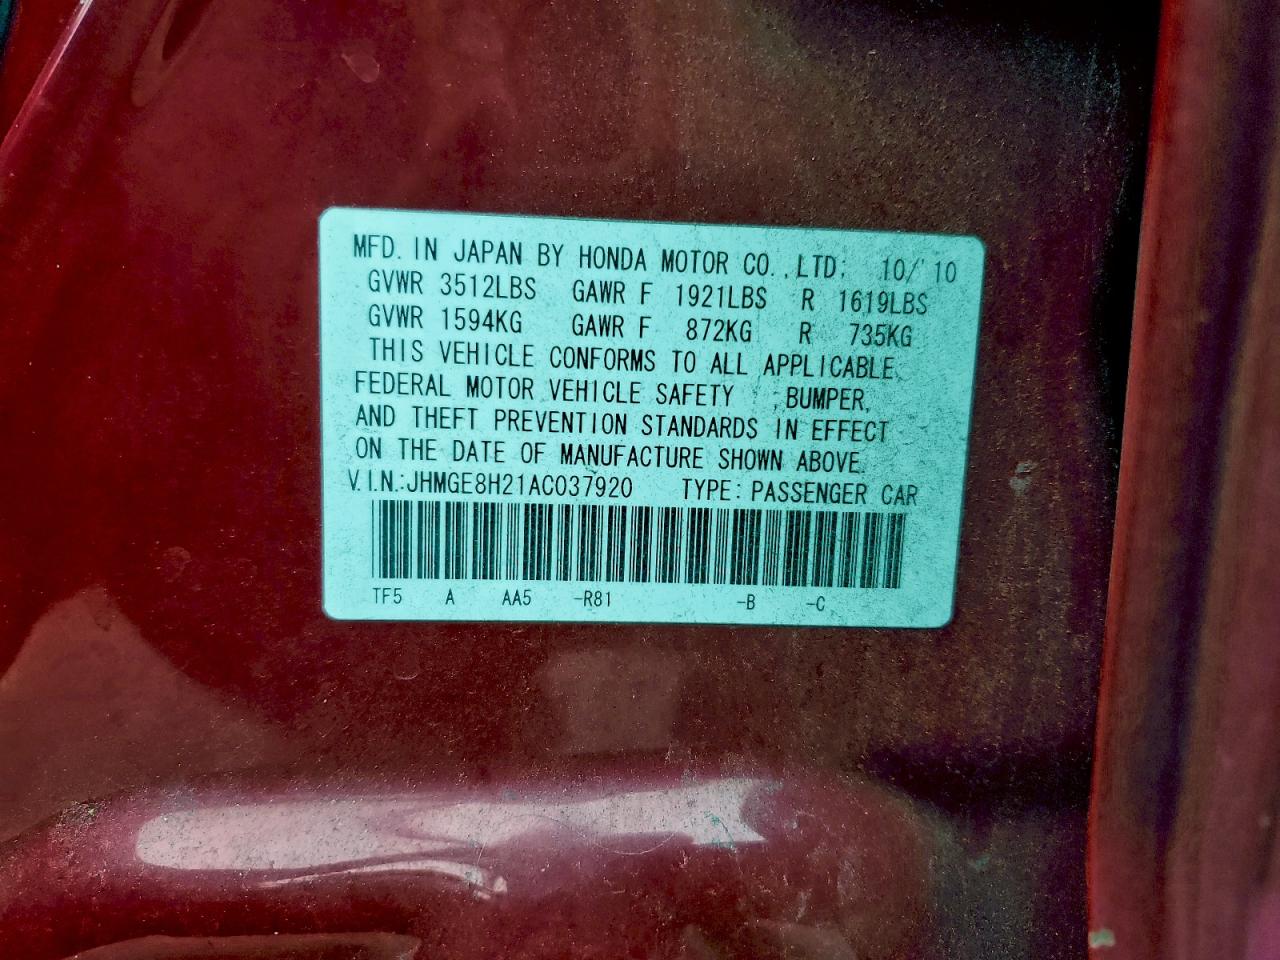 MFD. IN JAPAN BY HONDA MOTOR CO., LTD. 10/'10
GVWR 3512LBS GAWR F 1921LBS R 1619LBS
GVWR 1594KG GAWR F 872KG R 735KG
THIS VEHICLE CONFORMS TO ALL APPLICABLE
FEDERAL MOTOR VEHICLE SAFETY , BUMPER,
AND THEFT PREVENTION STANDARDS IN EFFECT
ON THE DATE OF MANUFACTURE SHOWN ABOVE.
V.I.N.:JHMGE8H21AC037920 TYPE: PASSENGER CAR
TF5 A AA5 -R81 -B -C